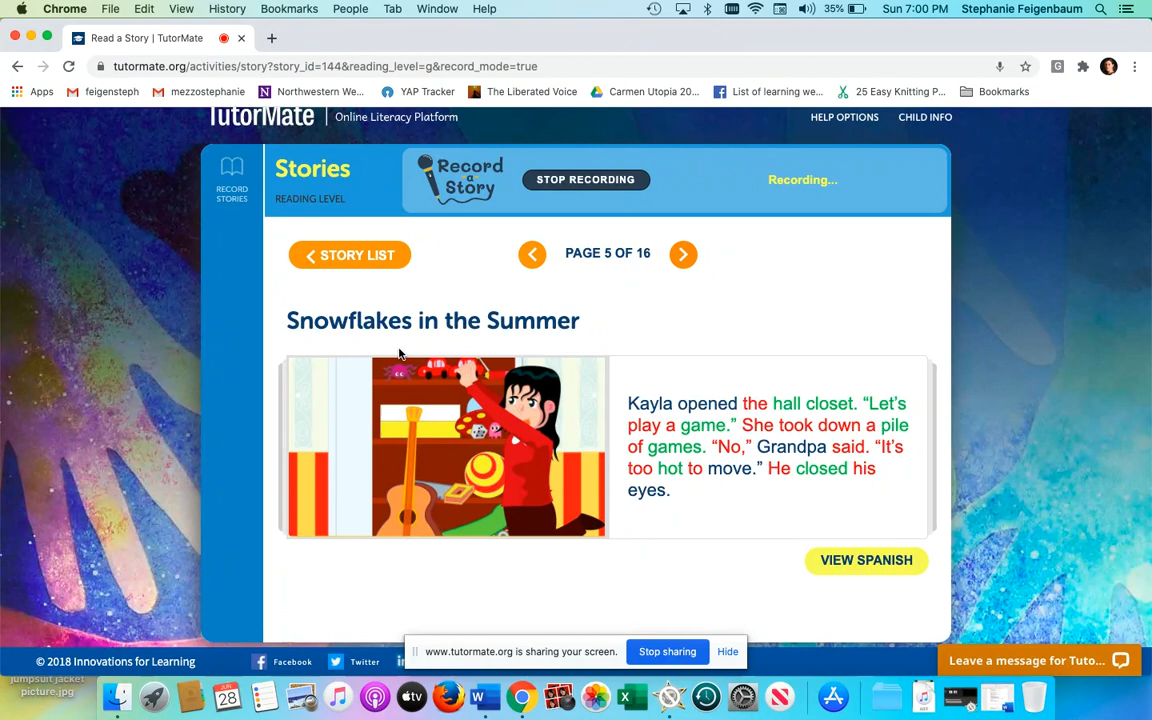 Chrome File Edit View History Bookmarks People Tab Window Help 35% Sun 7:00 PM Stephanie Feigenbaum
Read a Story | TutorMate
tutormate.org/activities/story?story_id=144&reading_level=g&record_mode=true
Apps feigensteph mezzostephanie Northwestern We... YAP Tracker The Liberated Voice Carmen Utopia 20... List of learning we... 25 Easy Knitting P... Bookmarks
TutorMate Online Literacy Platform HELP OPTIONS CHILD INFO
RECORD
STORIES
Stories
READING LEVEL
Record
a
Story
STOP RECORDING
Recording...
STORY LIST
PAGE 5 OF 16
Snowflakes in the Summer
Kayla opened the hall closet. “Let’s
play a game.” She took down a pile
of games. “No,” Grandpa said. “It’s
too hot to move.” He closed his
eyes.
VIEW SPANISH
www.tutormate.org is sharing your screen. Stop sharing Hide
© 2018 Innovations for Learning Facebook Twitter
Leave a message for Tuto...
jumpsuit jacket
picture.jpg
JUN
28